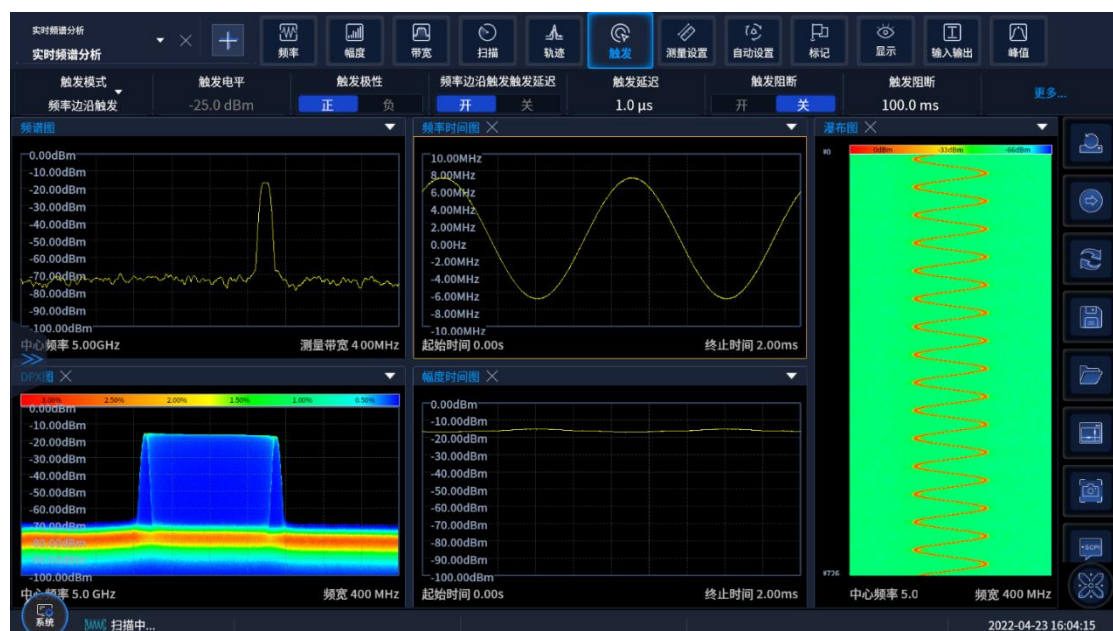 实时频谱分析
实时频谱分析
频率
幅度
带宽
扫描
轨迹
触发
测量设置
自动设置
标记
显示
输入输出
峰值
触发模式
触发电平
触发极性
频率边沿触发触发延迟
触发延迟
触发阻断
触发阻断
更多...
频率边沿触发
-25.0 dBm
正 负
开 关
1.0 µs
开 关
100.0 ms
频谱图
0.00dBm
-10.00dBm
-20.00dBm
-30.00dBm
-40.00dBm
-50.00dBm
-60.00dBm
-70.00dBm
-80.00dBm
-90.00dBm
-100.00dBm
中心频率 5.00GHz 测量带宽 400MHz
频率时间图
10.00MHz
8.00MHz
6.00MHz
4.00MHz
2.00MHz
0.00Hz
-2.00MHz
-4.00MHz
-6.00MHz
-8.00MHz
-10.00MHz
起始时间 0.00s 终止时间 2.00ms
DPX图
3.00% 2.50% 2.00% 1.50% 1.00% 0.50%
0.00dBm
-10.00dBm
-20.00dBm
-30.00dBm
-40.00dBm
-50.00dBm
-60.00dBm
-70.00dBm
-80.00dBm
-100.00dBm
中心频率 5.0 GHz 频宽 400 MHz
幅度时间图
0.00dBm
-10.00dBm
-20.00dBm
-30.00dBm
-40.00dBm
-50.00dBm
-60.00dBm
-70.00dBm
-80.00dBm
-90.00dBm
-100.00dBm
起始时间 0.00s 终止时间 2.00ms
瀑布图
#0 0dBm -33dBm -66dBm
#726
中心频率 5.0 频宽 400 MHz
+SCPI
系统 扫描中...
2022-04-23 16:04:15